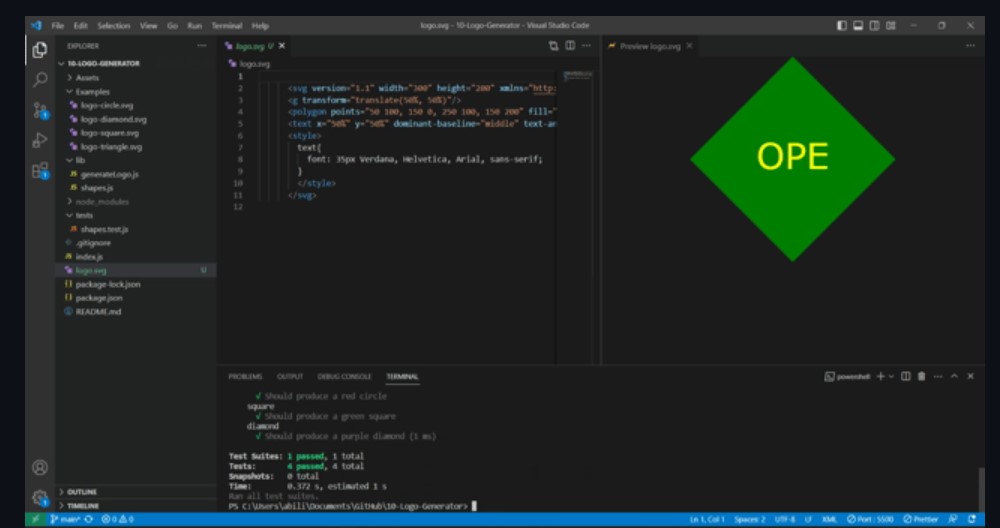 File Edit Selection View Go Run Terminal Help
logo.svg - 10-Logo-Generator - Visual Studio Code
EXPLORER
10-LOGO-GENERATOR
Assets
Examples
logo-circle.svg
logo-diamond.svg
logo-square.svg
logo-triangle.svg
lib
generateLogo.js
shapes.js
node_modules
tests
shapes.test.js
.gitignore
index.js
logo.svg U
package-lock.json
package.json
README.md
OUTLINE
TIMELINE
logo.svg U
logo.svg
1
2 <svg version="1.1" width="300" height="200" xmlns="http:
3 <g transform="translate(50%, 50%)"/>
4 <polygon points="50 100, 150 0, 250 100, 150 200" fill="
5 <text x="50%" y="50%" dominant-baseline="middle" text-an
6 <style>
7 text{
8 font: 35px Verdana, Helvetica, Arial, sans-serif;
9 }
10 </style>
11 </svg>
12
Preview logo.svg
OPE
PROBLEMS OUTPUT DEBUG CONSOLE TERMINAL
powershell
√ Should produce a red circle
square
√ Should produce a green square
diamond
√ Should produce a purple diamond (1 ms)
Test Suites: 1 passed, 1 total
Tests: 4 passed, 4 total
Snapshots: 0 total
Time: 0.372 s, estimated 1 s
Ran all test suites.
PS C:\Users\abili\Documents\GitHub\10-Logo-Generator>
main* 0 0 0
Ln 1, Col 1 Spaces: 2 UTF-8 LF XML Port : 5500 Prettier